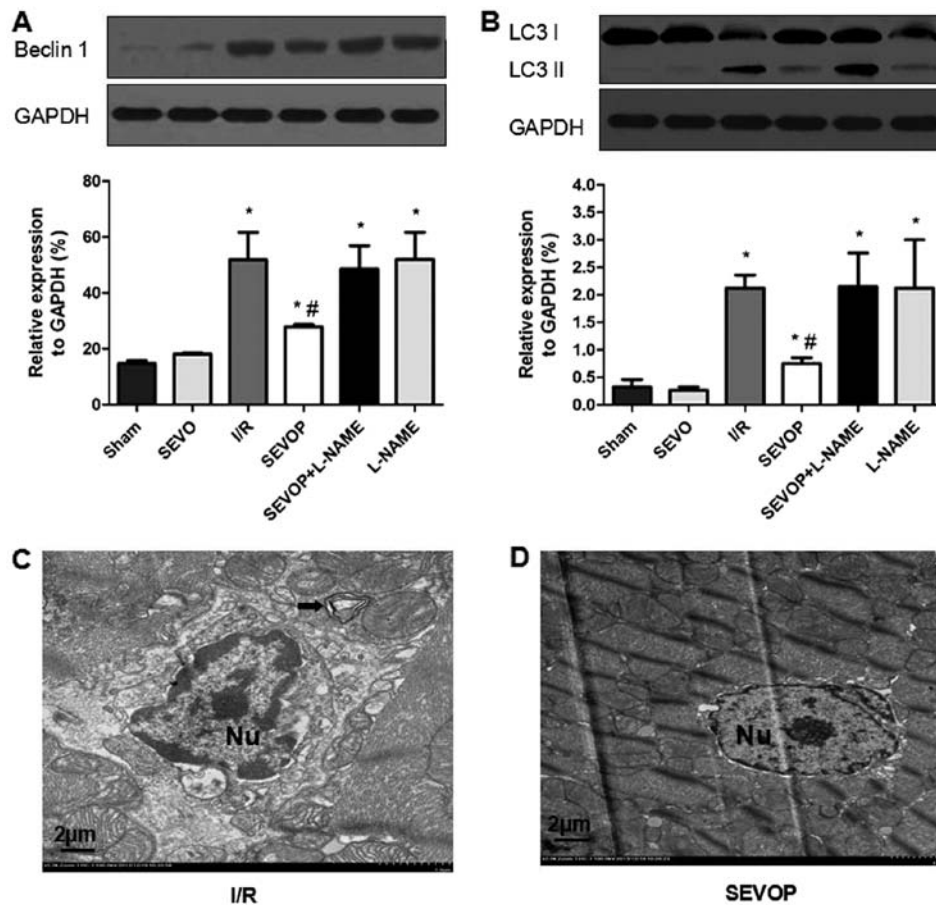 A
Beclin 1
GAPDH
Relative expression
to GAPDH (%)
80
60
40
20
0
*
* #
*
*
Sham
SEVO
I/R
SEVOP
SEVOP+L-NAME
L-NAME
B
LC3 I
LC3 II
GAPDH
Relative expression
to GAPDH (%)
4.0
3.5
3.0
2.5
2.0
1.5
1.0
0.5
0.0
*
* #
*
*
Sham
SEVO
I/R
SEVOP
SEVOP+L-NAME
L-NAME
C
Nu
2μm
I/R
D
Nu
2μm
SEVOP